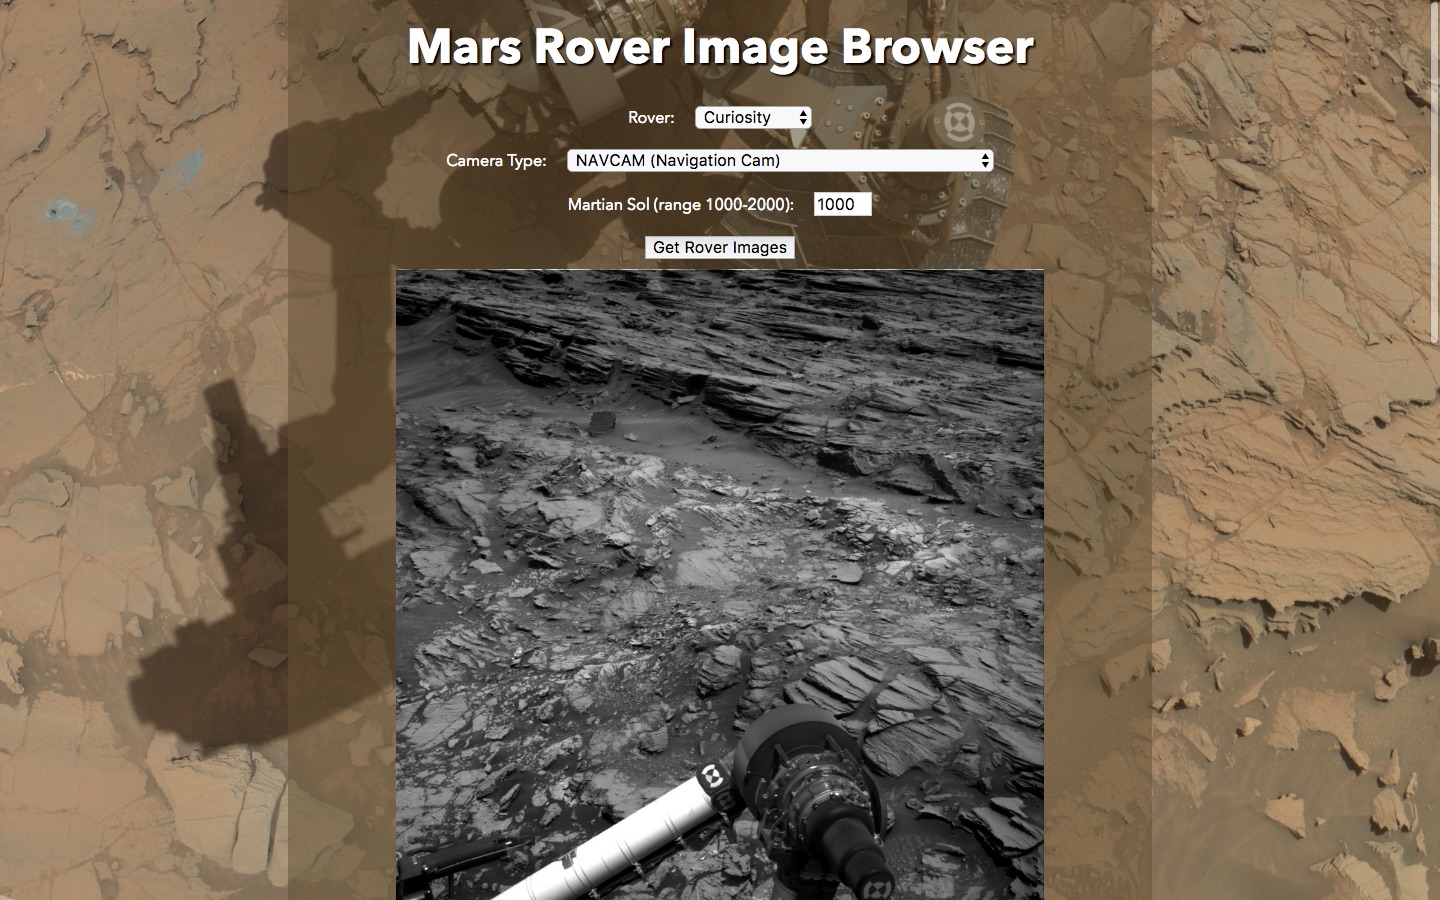 Mars Rover Image Browser
Rover: Curiosity
Camera Type: NAVCAM (Navigation Cam)
Martian Sol (range 1000-2000): 1000
Get Rover Images